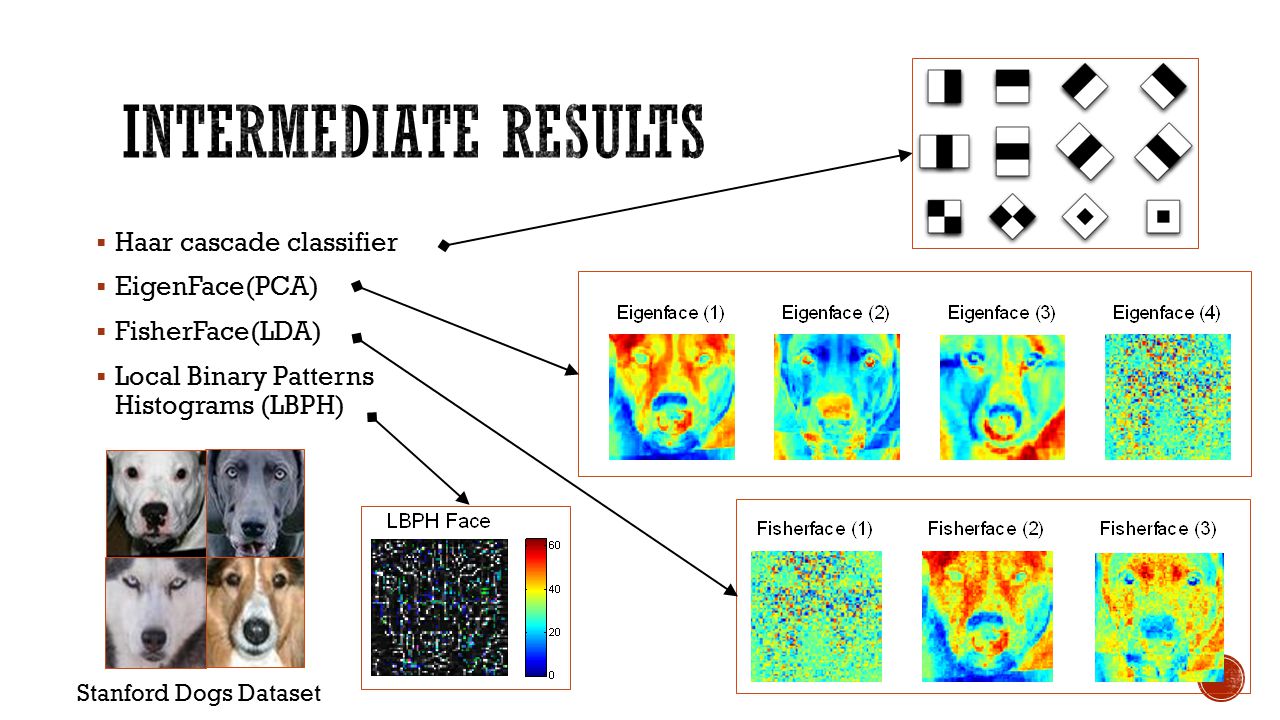 INTERMEDIATE RESULTS
Haar cascade classifier
EigenFace(PCA)
FisherFace(LDA)
Local Binary Patterns
Histograms (LBPH)
Eigenface (1) Eigenface (2) Eigenface (3) Eigenface (4)
LBPH Face
60
40
20
0
Fisherface (1) Fisherface (2) Fisherface (3)
Stanford Dogs Dataset